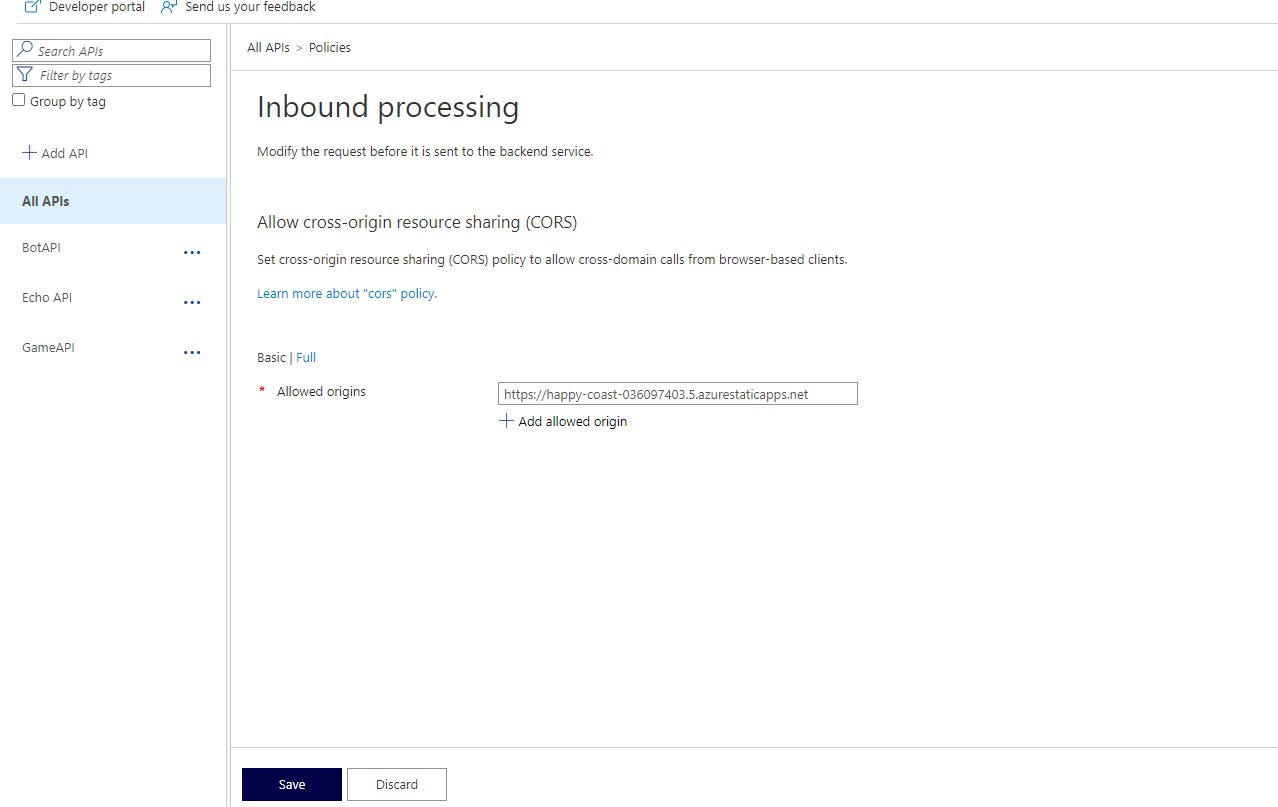 Developer portal Send us your feedback
Search APIs
Filter by tags
Group by tag
Add API
All APIs
BotAPI
Echo API
GameAPI
All APIs > Policies
Inbound processing
Modify the request before it is sent to the backend service.
Allow cross-origin resource sharing (CORS)
Set cross-origin resource sharing (CORS) policy to allow cross-domain calls from browser-based clients.
Learn more about "cors" policy.
Basic | Full
* Allowed origins https://happy-coast-036097403.5.azurestaticapps.net
Add allowed origin
Save Discard